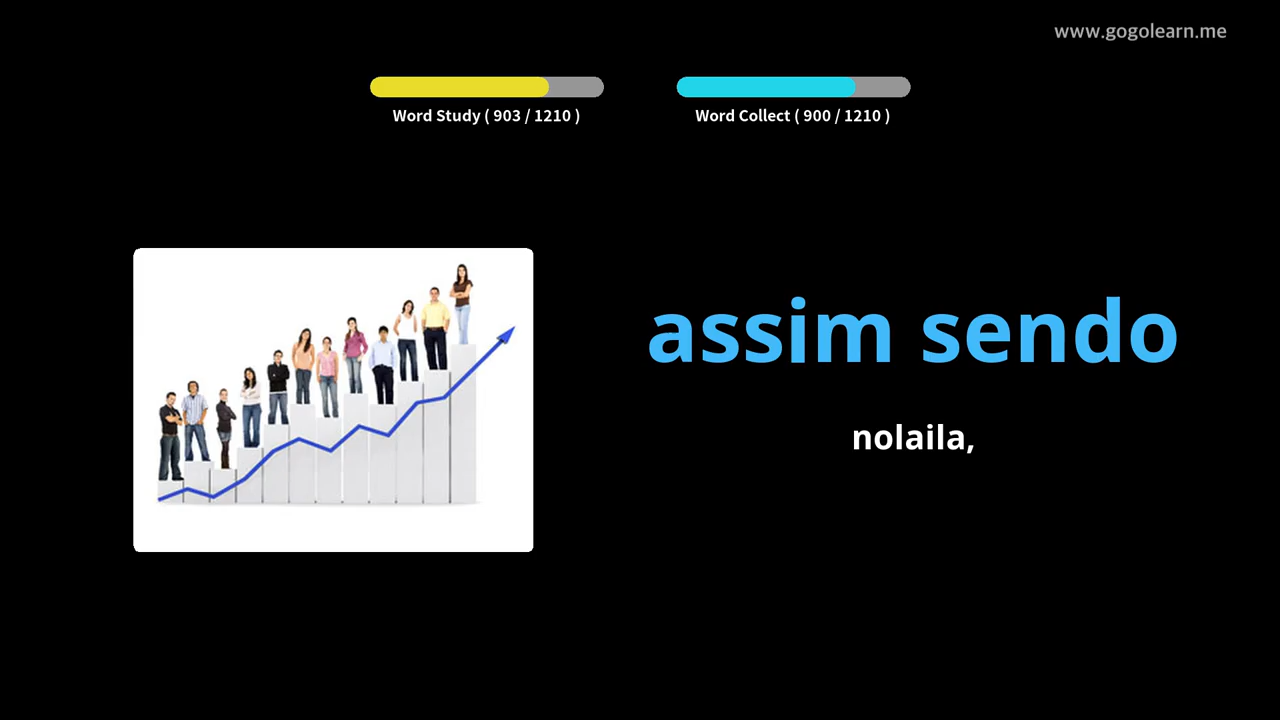 www.gogolearn.me
Word Study ( 903 / 1210 )
Word Collect ( 900 / 1210 )
assim sendo
nolaila,